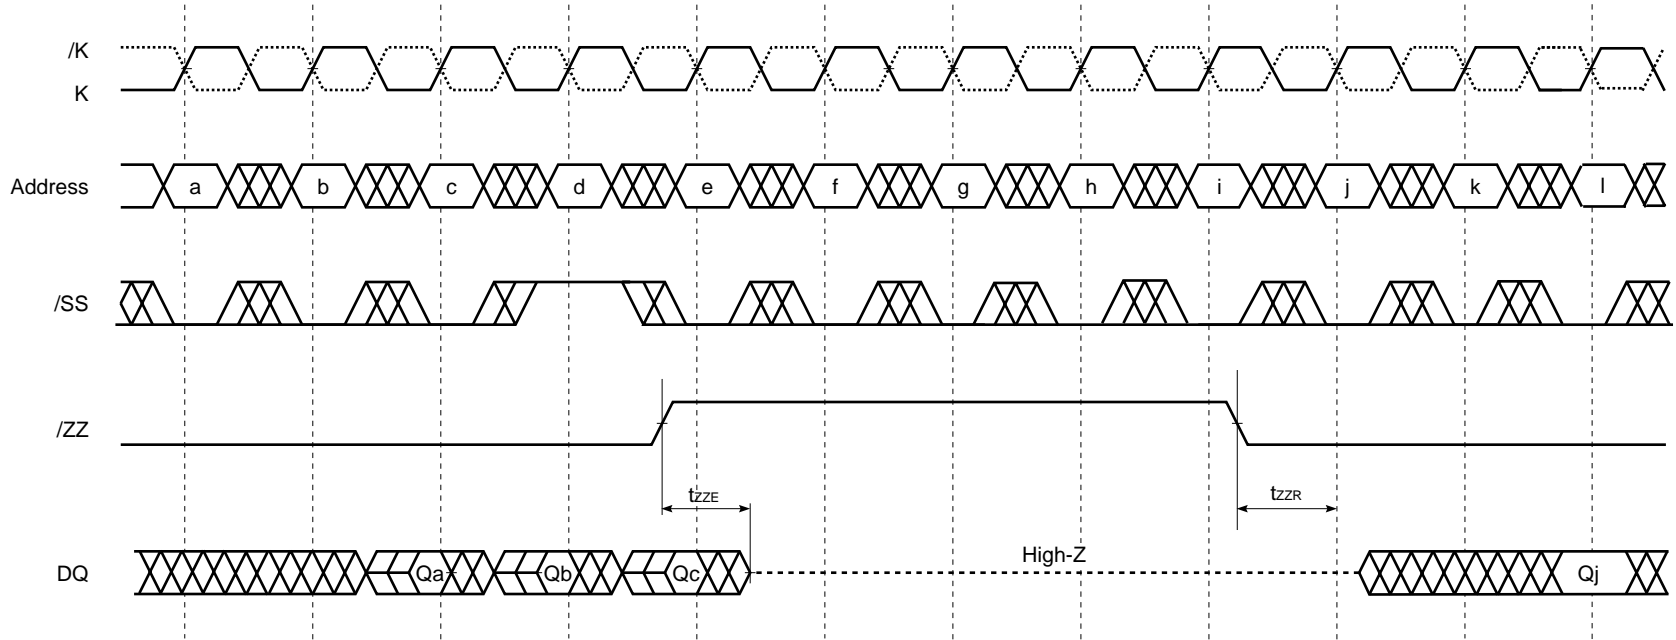 /K
K
Address a b c d e f g h i j k l
/SS
/ZZ
tZZE tZZR
High-Z
DQ Qa Qb Qc Qj